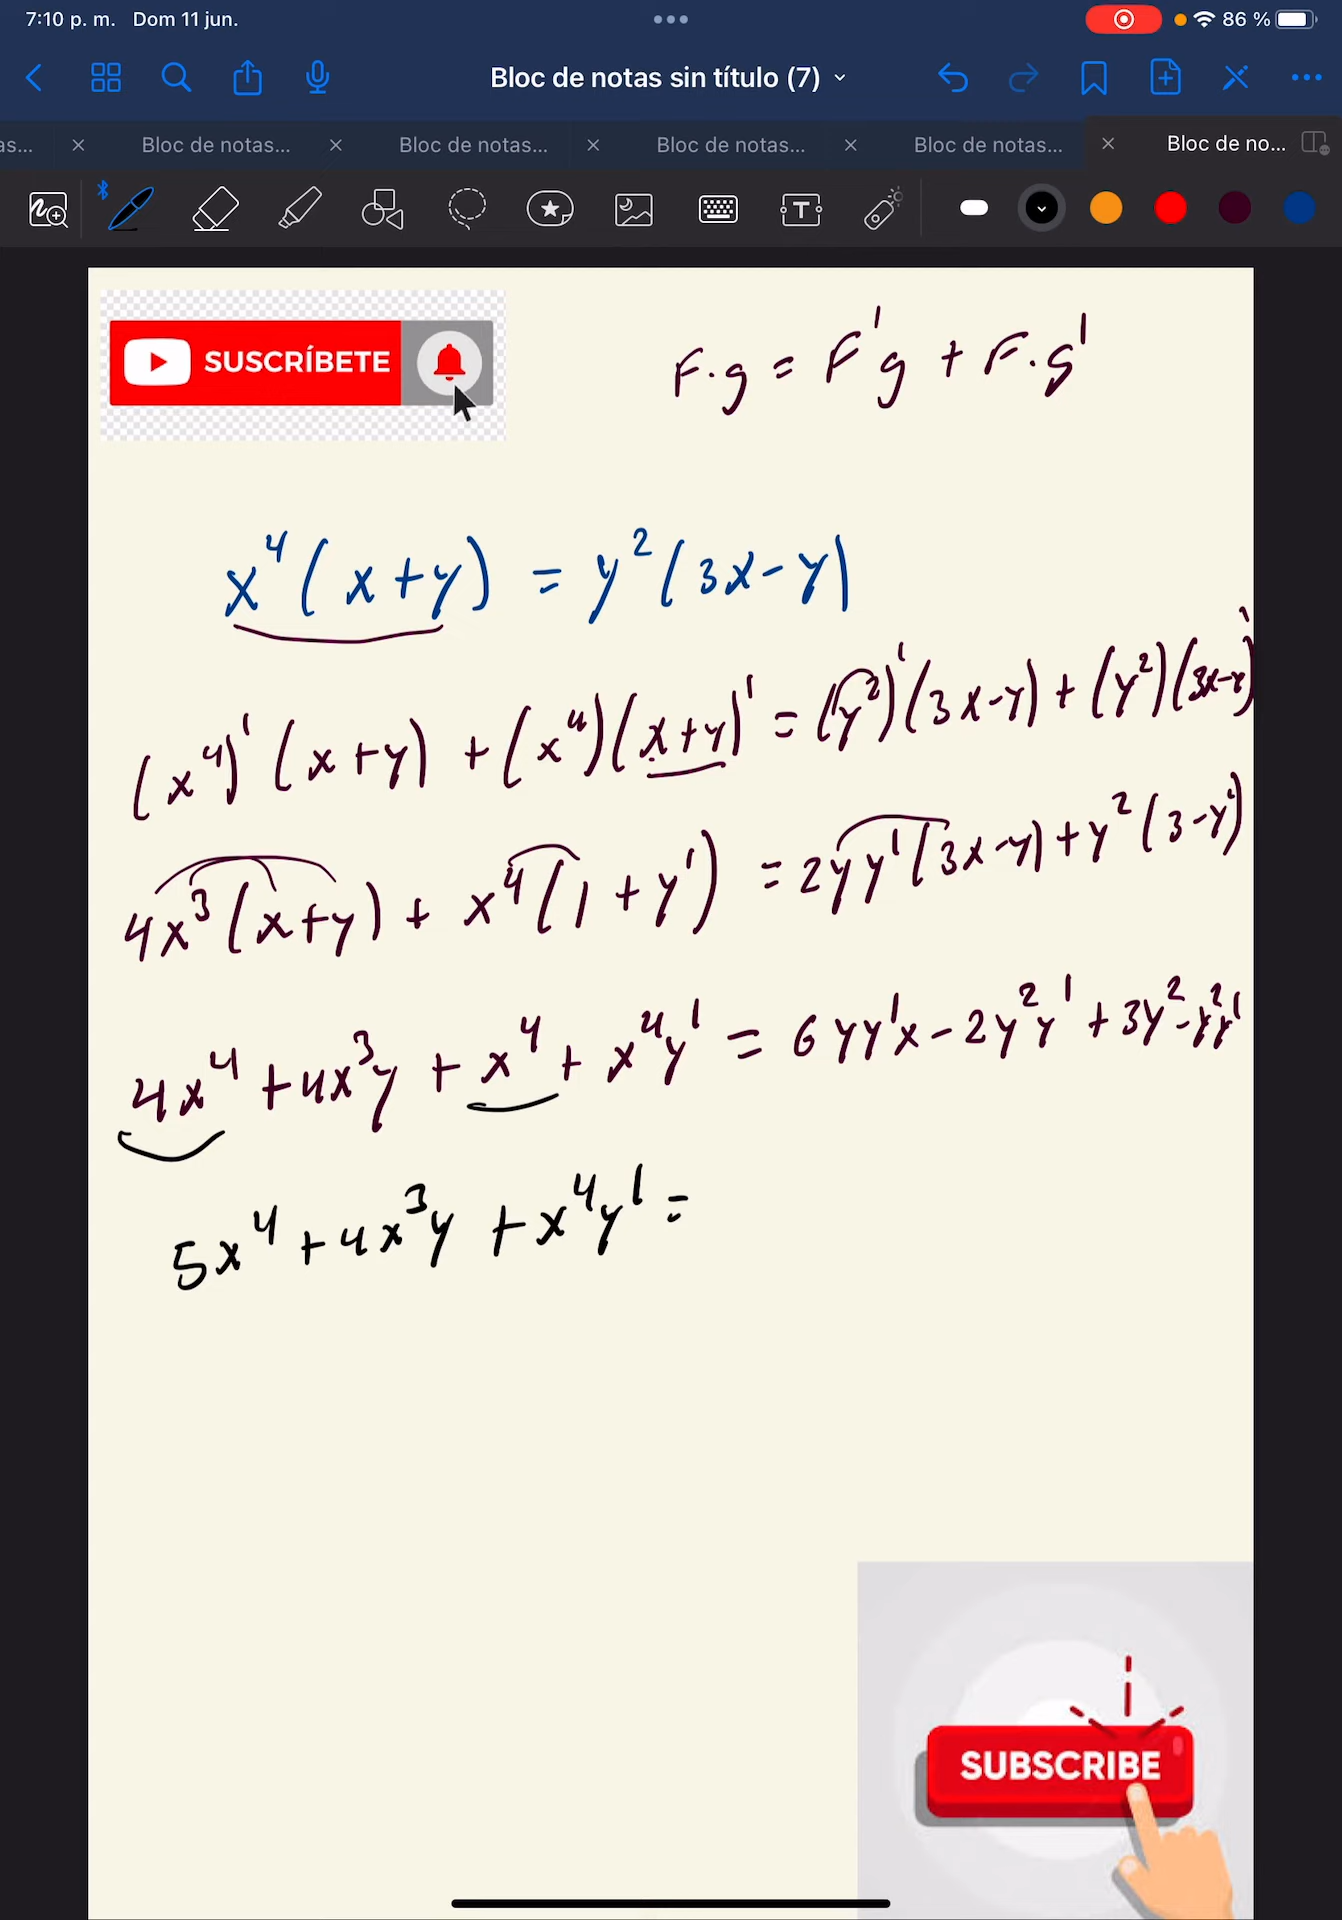 7:10 p. m. Dom 11 jun.
86 %
Bloc de notas sin título (7)
as...
Bloc de notas...
Bloc de notas...
Bloc de notas...
Bloc de notas...
Bloc de no...
T
SUSCRÍBETE
F·g = F'g + F·g'
x⁴(x+y) = y²(3x-y)
(x⁴)'(x+y) + (x⁴)(x+y)' = (y²)'(3x-y) + (y²)(3x-y)'
4x³(x+y) + x⁴(1+y') = 2yy'(3x-y) + y²(3-y')
4x⁴ + 4x³y + x⁴ + x⁴y' = 6yy'x - 2y²y' + 3y² - y²y'
5x⁴ + 4x³y + x⁴y' =
SUBSCRIBE